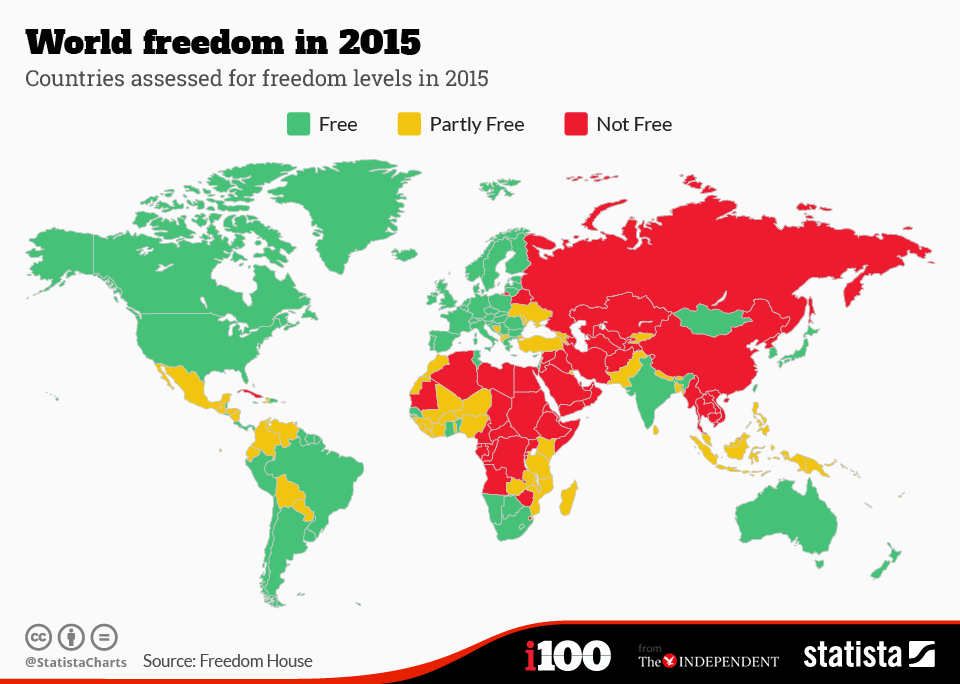 World freedom in 2015
Countries assessed for freedom levels in 2015
Free Partly Free Not Free
@StatistaCharts Source: Freedom House
i100 from The INDEPENDENT statista